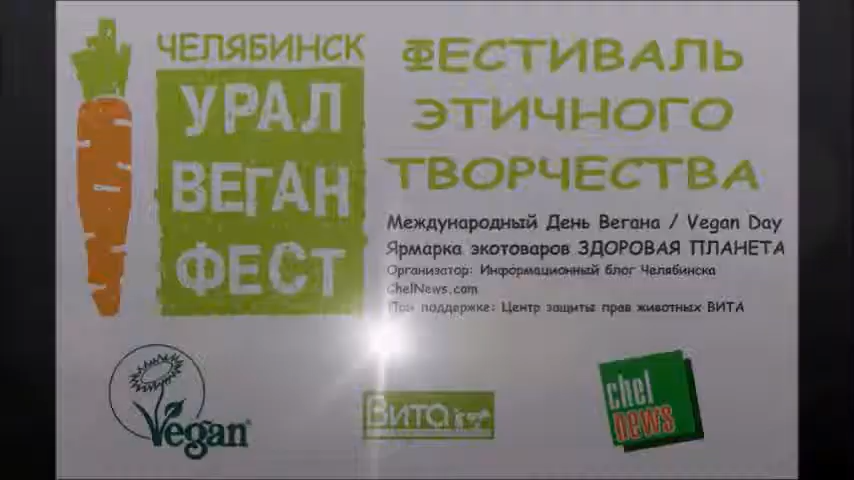 ЧЕЛЯБИНСК
УРАЛ
ВЕГАН
ФЕСТ
ФЕСТИВАЛЬ
ЭТИЧНОГО
ТВОРЧЕСТВА
Международный День Вегана / Vegan Day
Ярмарка экотоваров ЗДОРОВАЯ ПЛАНЕТА
Организатор: Информационный блог Челябинска
ChelNews.com
При поддержке: Центр защиты прав животных ВИТА
Vegan
Вита
chel
news